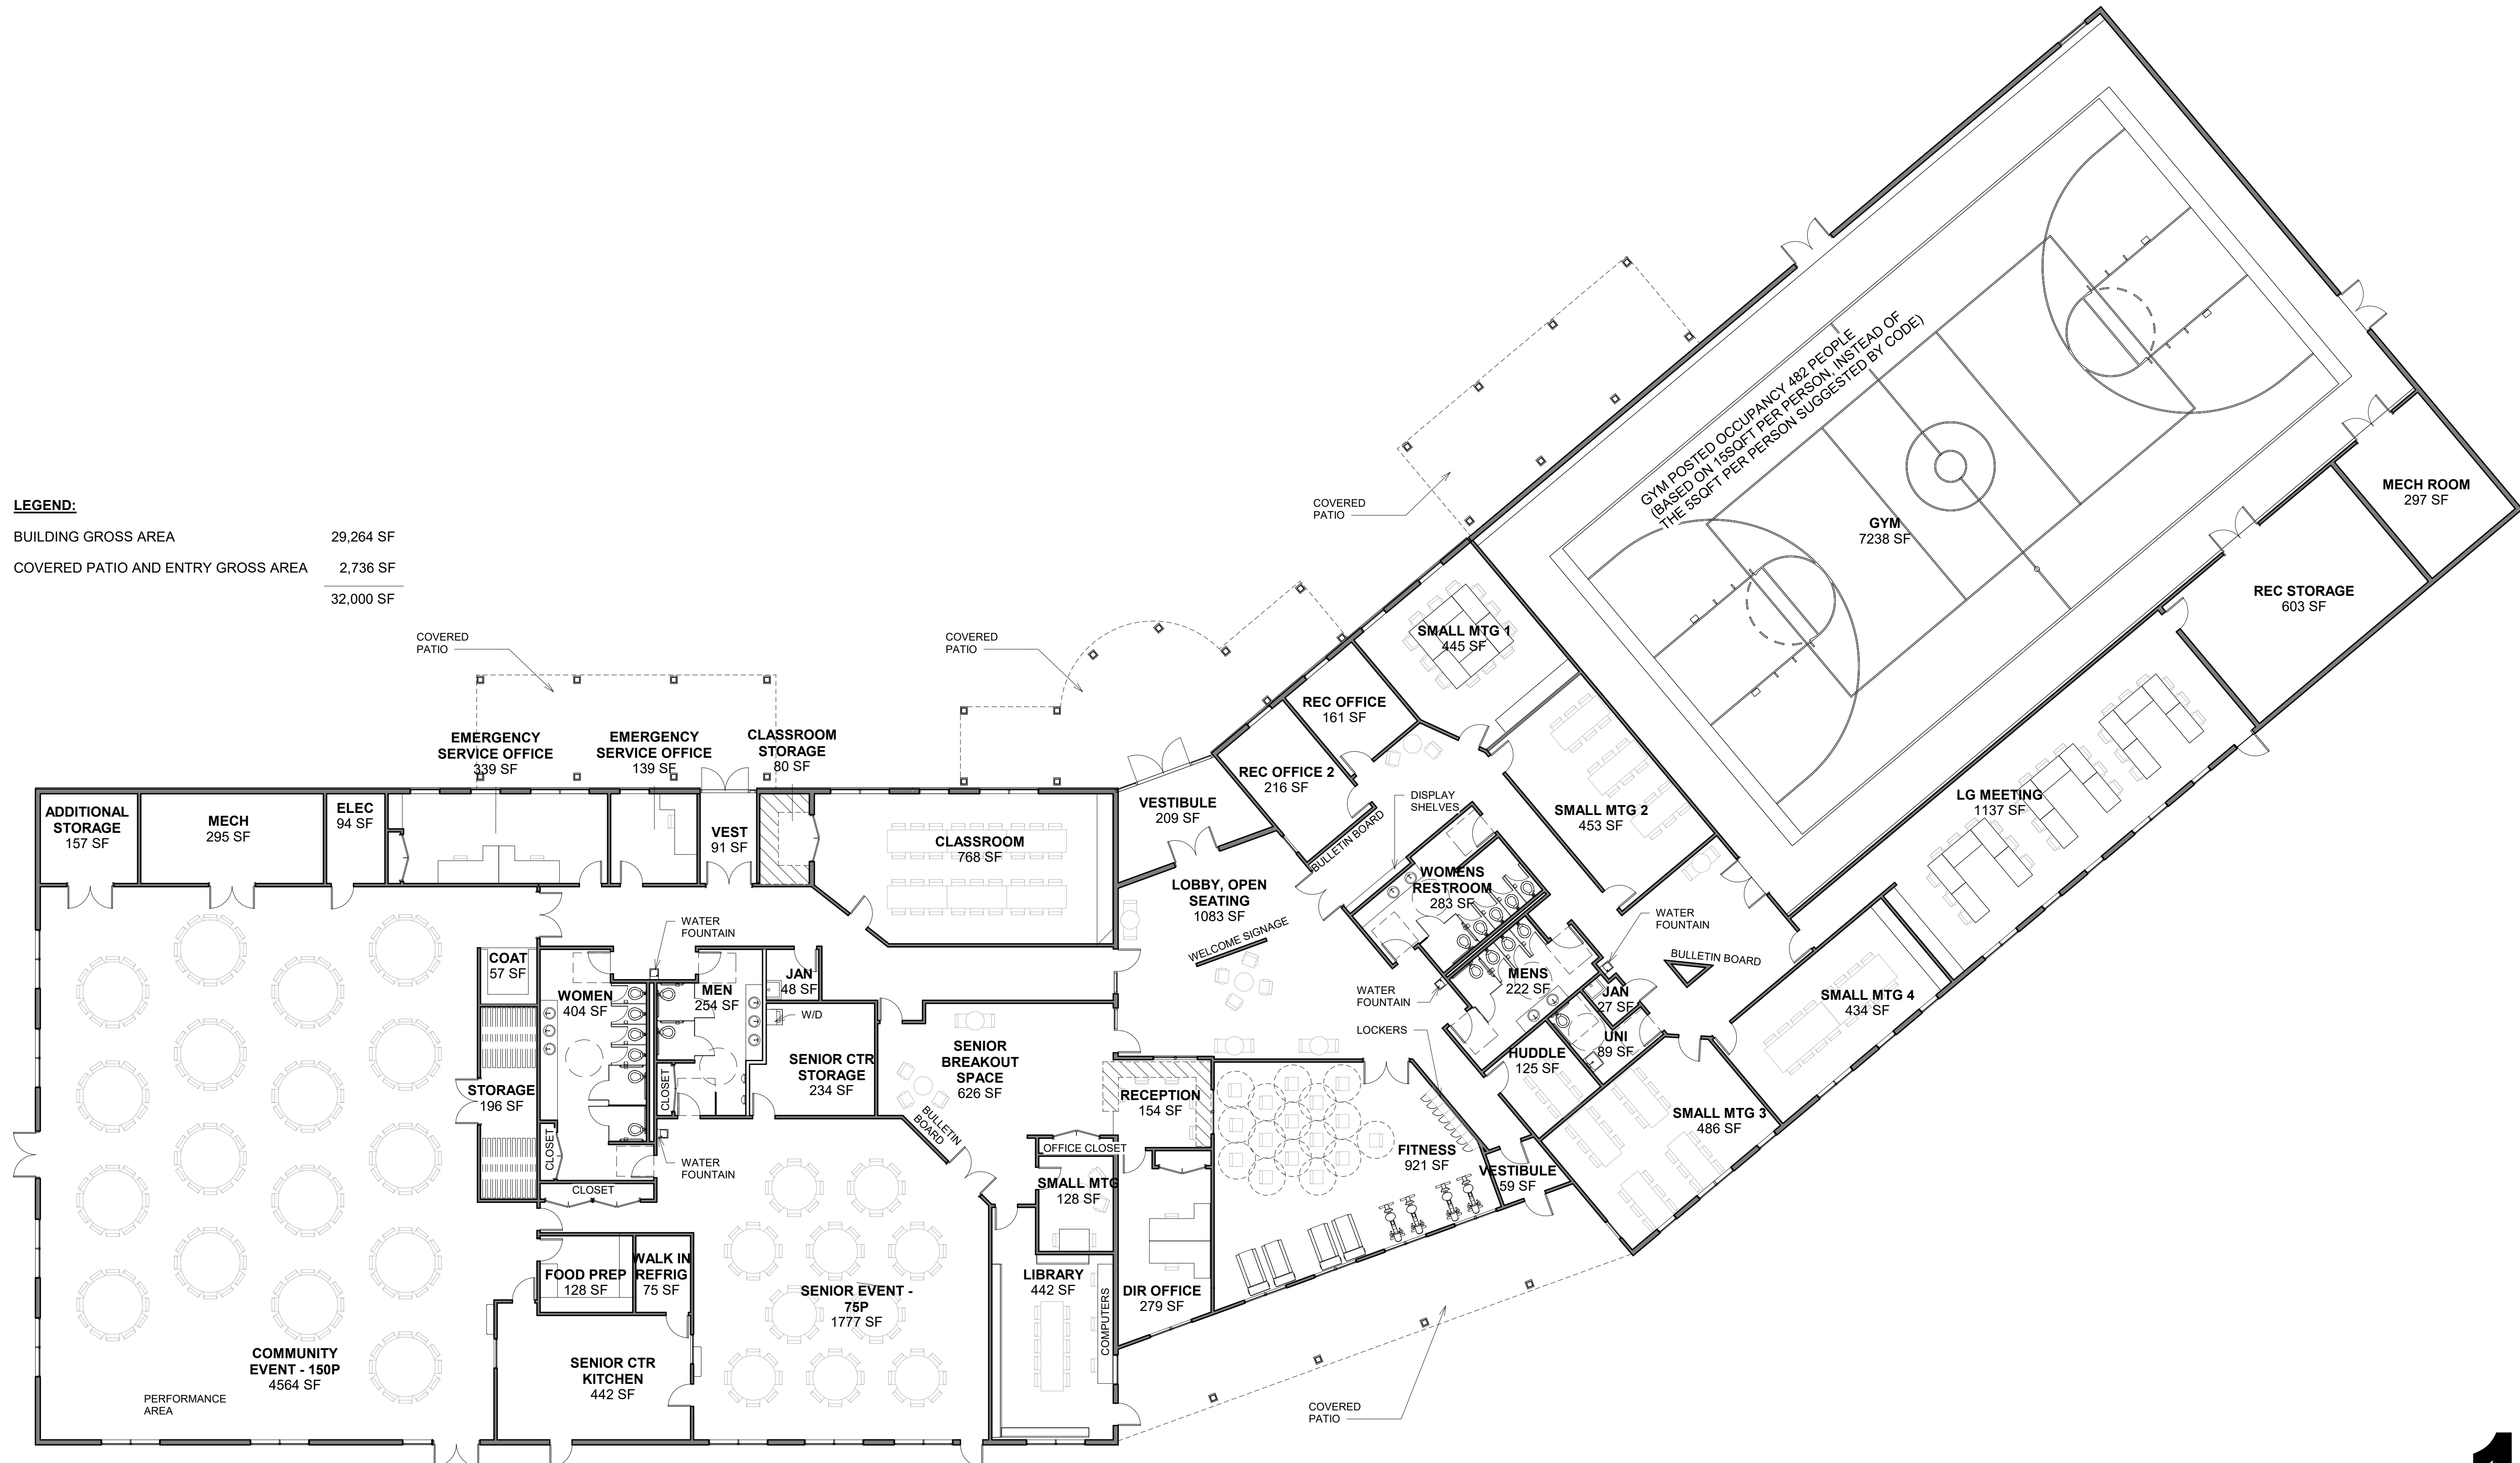 LEGEND:
BUILDING GROSS AREA 29,264 SF
COVERED PATIO AND ENTRY GROSS AREA 2,736 SF
32,000 SF
GYM POSTED OCCUPANCY 482 PEOPLE
(BASED ON 15SQFT PER PERSON, INSTEAD OF
THE 5SQFT PER PERSON SUGGESTED BY CODE)
GYM
7238 SF
MECH ROOM
297 SF
REC STORAGE
603 SF
COVERED
PATIO
COVERED
PATIO
COVERED
PATIO
SMALL MTG 1
445 SF
REC OFFICE
161 SF
REC OFFICE 2
216 SF
SMALL MTG 2
453 SF
LG MEETING
1137 SF
EMERGENCY
SERVICE OFFICE
339 SF
EMERGENCY
SERVICE OFFICE
139 SF
CLASSROOM
STORAGE
80 SF
ADDITIONAL
STORAGE
157 SF
MECH
295 SF
ELEC
94 SF
VEST
91 SF
CLASSROOM
768 SF
VESTIBULE
209 SF
DISPLAY
SHELVES
BULLETIN BOARD
LOBBY, OPEN
SEATING
1083 SF
WELCOME SIGNAGE
WOMENS
RESTROOM
283 SF
WATER
FOUNTAIN
WATER
FOUNTAIN
BULLETIN BOARD
COAT
57 SF
WOMEN
404 SF
MEN
254 SF
JAN
48 SF
W/D
WATER
FOUNTAIN
MENS
222 SF
JAN
27 SF
SMALL MTG 4
434 SF
LOCKERS
UNI
89 SF
HUDDLE
125 SF
STORAGE
196 SF
CLOSET
SENIOR CTR
STORAGE
234 SF
SENIOR
BREAKOUT
SPACE
626 SF
BULLETIN
BOARD
RECEPTION
154 SF
SMALL MTG 3
486 SF
CLOSET
WATER
FOUNTAIN
OFFICE CLOSET
FITNESS
921 SF
VESTIBULE
59 SF
CLOSET
SMALL MTG
128 SF
FOOD PREP
128 SF
WALK IN
REFRIG
75 SF
SENIOR EVENT -
75P
1777 SF
LIBRARY
442 SF
COMPUTERS
DIR OFFICE
279 SF
COMMUNITY
EVENT - 150P
4564 SF
SENIOR CTR
KITCHEN
442 SF
PERFORMANCE
AREA
COVERED
PATIO